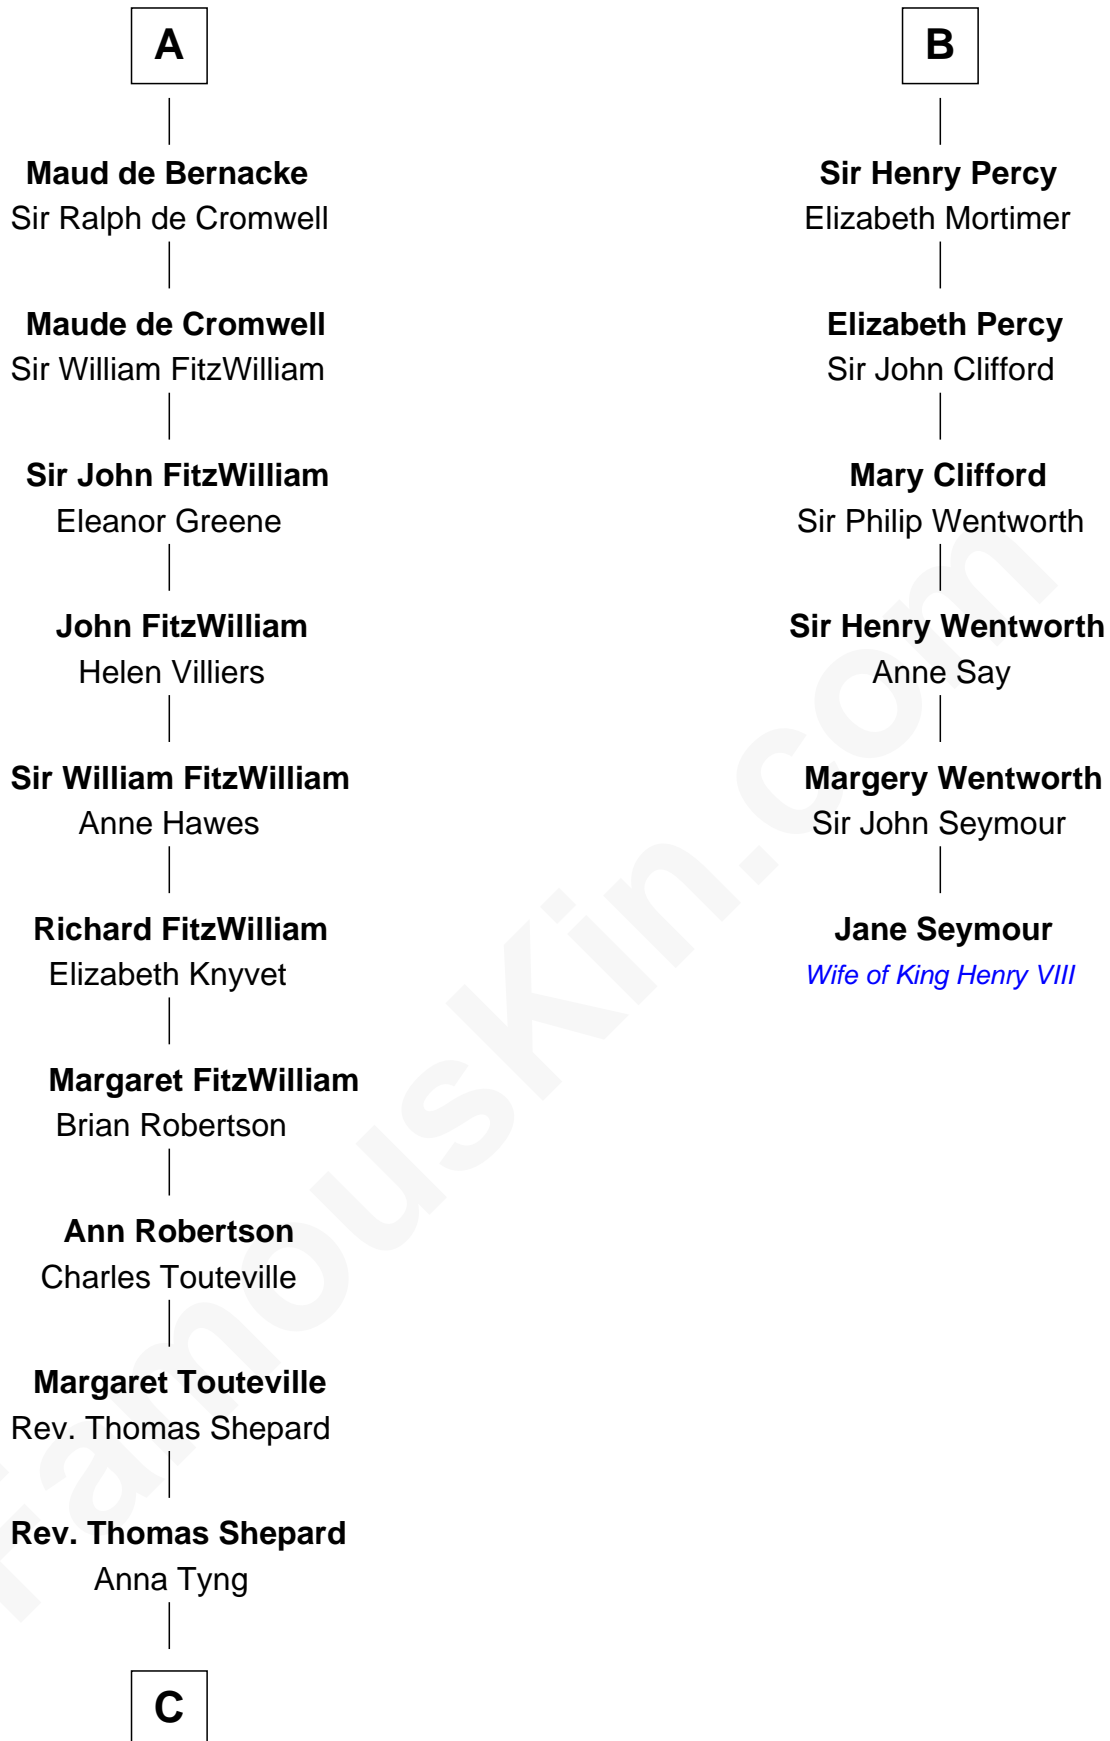 A
Maud de Bernacke
Sir Ralph de Cromwell
Maude de Cromwell
Sir William FitzWilliam
Sir John FitzWilliam
Eleanor Greene
John FitzWilliam
Helen Villiers
Sir William FitzWilliam
Anne Hawes
Richard FitzWilliam
Elizabeth Knyvet
Margaret FitzWilliam
Brian Robertson
Ann Robertson
Charles Touteville
Margaret Touteville
Rev. Thomas Shepard
Rev. Thomas Shepard
Anna Tyng
C
B
Sir Henry Percy
Elizabeth Mortimer
Elizabeth Percy
Sir John Clifford
Mary Clifford
Sir Philip Wentworth
Sir Henry Wentworth
Anne Say
Margery Wentworth
Sir John Seymour
Jane Seymour
Wife of King Henry VIII
FamousKin.com